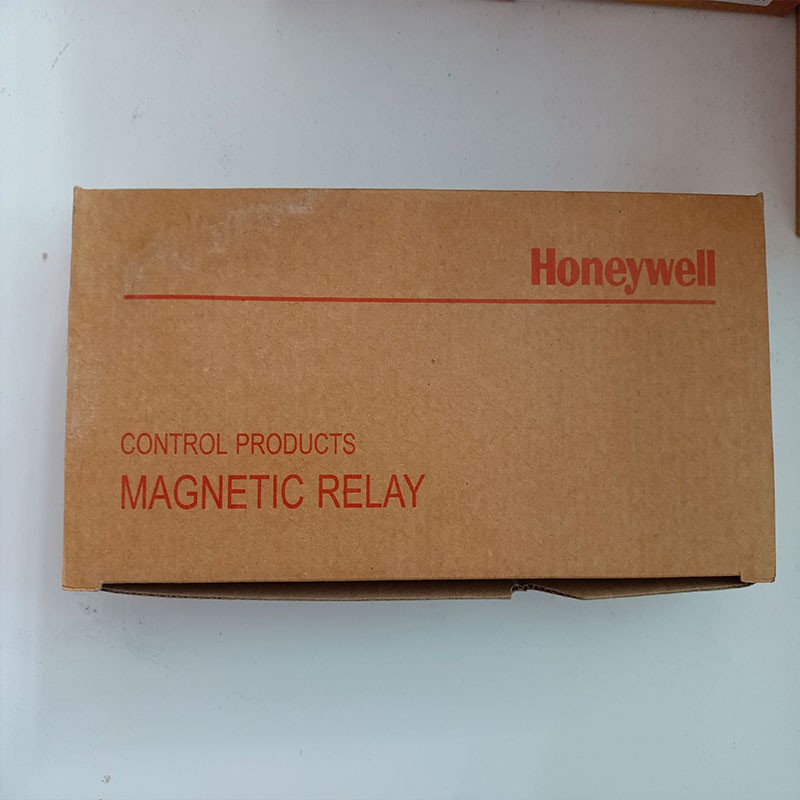 Honeywell
CONTROL PRODUCTS
MAGNETIC RELAY